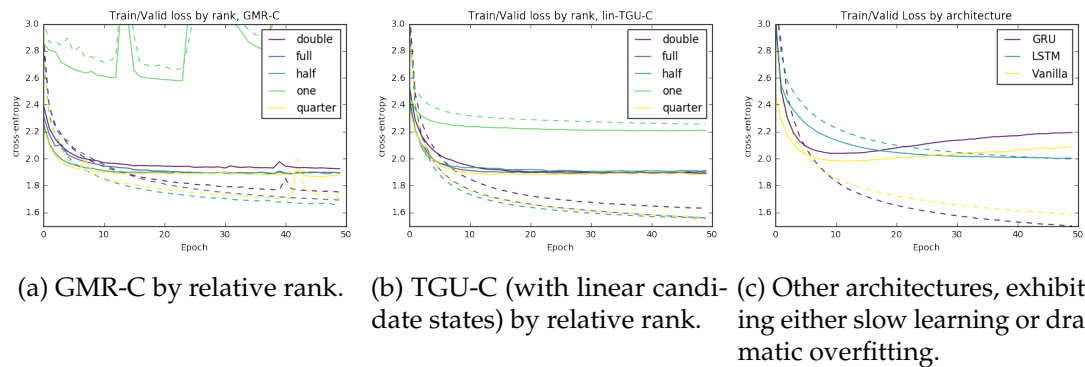 Train/Valid loss by rank, GMR-C
3.0
2.8
2.6
2.4
2.2
2.0
1.8
1.6
cross-entropy
double
full
half
one
quarter
0 10 20 30 40 50
Epoch
Train/Valid loss by rank, lin-TGU-C
3.0
2.8
2.6
2.4
2.2
2.0
1.8
1.6
cross-entropy
double
full
half
one
quarter
0 10 20 30 40 50
Epoch
Train/Valid Loss by architecture
3.0
2.8
2.6
2.4
2.2
2.0
1.8
1.6
cross-entropy
GRU
LSTM
Vanilla
0 10 20 30 40 50
Epoch
(a) GMR-C by relative rank.
(b) TGU-C (with linear candi-
date states) by relative rank.
(c) Other architectures, exhibit
ing either slow learning or dra
matic overfitting.